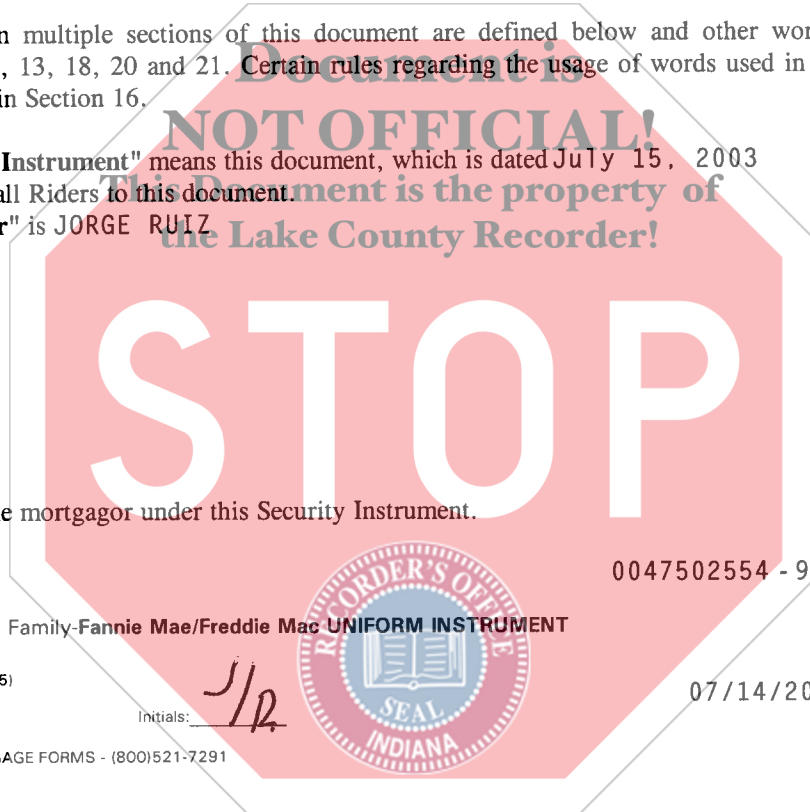 n multiple sections of this document are defined below and other wor
, 13, 18, 20 and 21. Certain rules regarding the usage of words used in
in Section 16.
Document is
NOT OFFICIAL!
Instrument" means this document, which is dated July 15, 2003
all Riders to this document.
This Document is the property of
r" is JORGE RUIZ
the Lake County Recorder!
STOP
e mortgagor under this Security Instrument.
0047502554 - 9
RECORDER'S OFFICE
Family-Fannie Mae/Freddie Mac UNIFORM INSTRUMENT
5)
07/14/20
Initials: J/R
SEAL
INDIANA
AGE FORMS - (800)521-7291